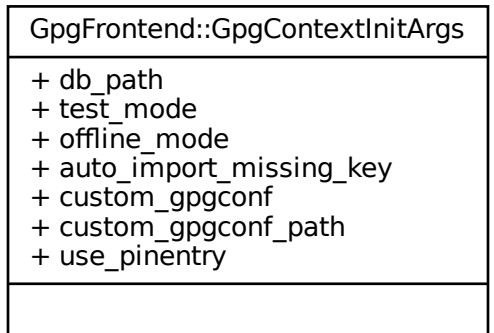 GpgFrontend::GpgContextInitArgs
+ db_path
+ test_mode
+ offline_mode
+ auto_import_missing_key
+ custom_gpgconf
+ custom_gpgconf_path
+ use_pinentry